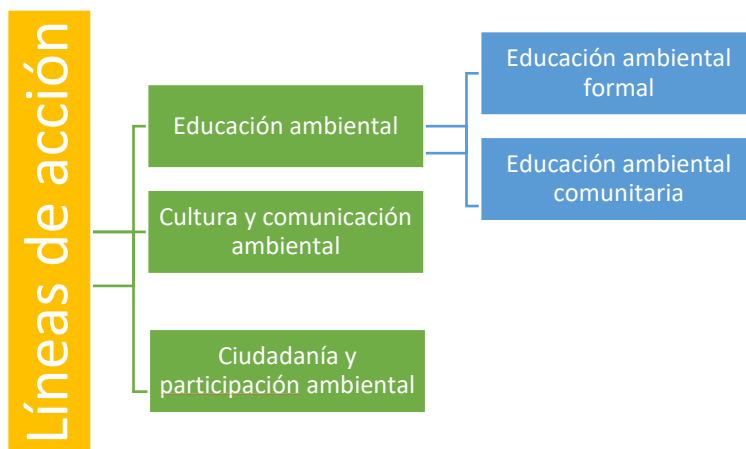 Líneas de acción
Educación ambiental
Cultura y comunicación
ambiental
Ciudadanía y
participación ambiental
Educación ambiental
formal
Educación ambiental
comunitaria